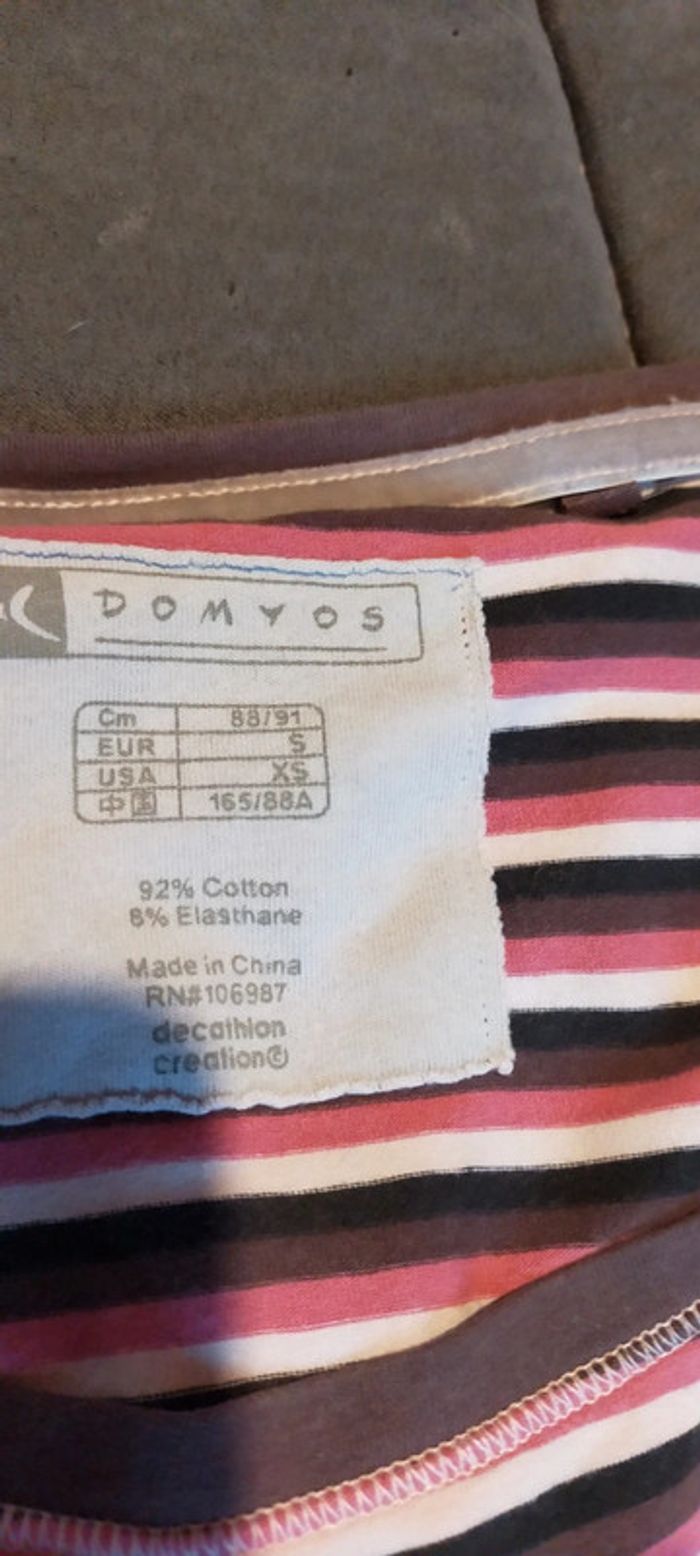 DOMYOS
Cm 88/91
EUR S
USA XS
中国 165/88A
92% Cotton
8% Elasthane
Made in China
RN#106987
decathlon
creation®